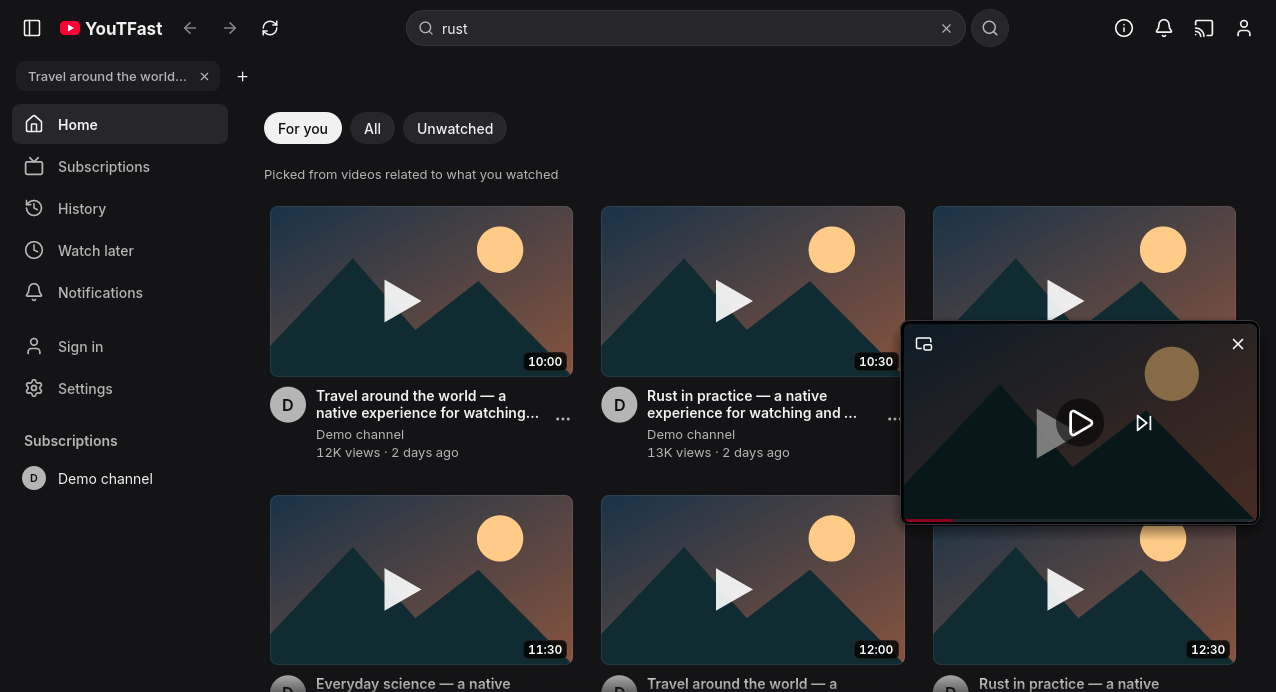 YouTFast
rust
Travel around the world...
Home
Subscriptions
History
Watch later
Notifications
Sign in
Settings
Subscriptions
D
Demo channel
For you
All
Unwatched
Picked from videos related to what you watched
10:00
D
Travel around the world — a
native experience for watching...
Demo channel
12K views · 2 days ago
10:30
D
Rust in practice — a native
experience for watching and ...
Demo channel
13K views · 2 days ago
11:30
D
Everyday science — a native
12:00
D
Travel around the world — a
12:30
D
Rust in practice — a native